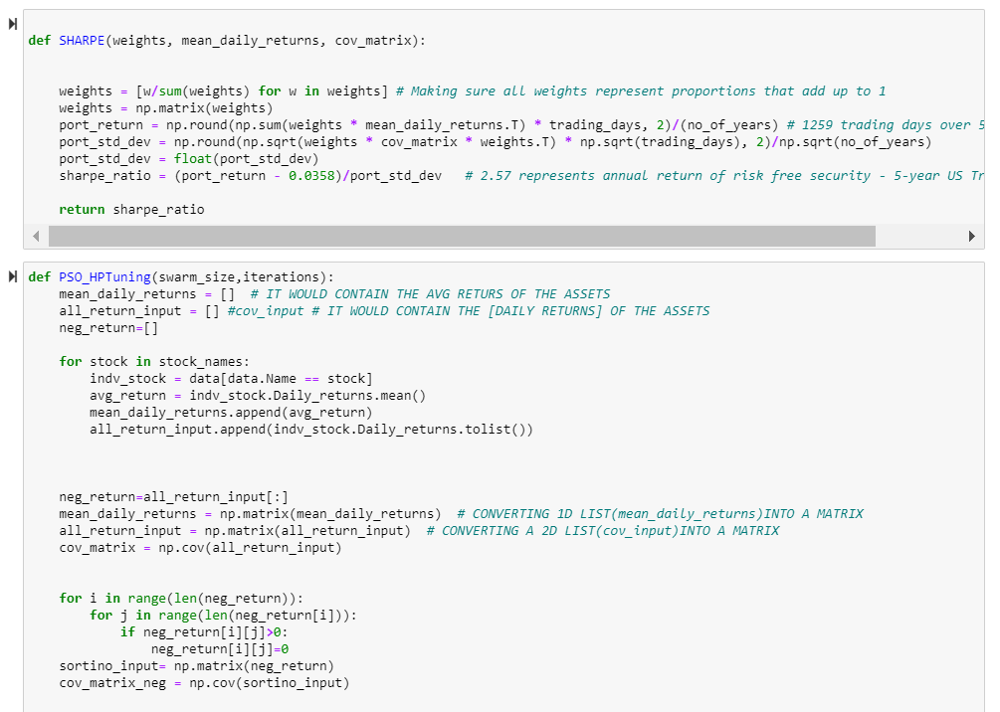 def SHARPE(weights, mean_daily_returns, cov_matrix):
    weights = [w/sum(weights) for w in weights] # Making sure all weights represent proportions that add up to 1
    weights = np.matrix(weights)
    port_return = np.round(np.sum(weights * mean_daily_returns.T) * trading_days, 2)/(no_of_years) # 1259 trading days over 5
    port_std_dev = np.round(np.sqrt(weights * cov_matrix * weights.T) * np.sqrt(trading_days), 2)/np.sqrt(no_of_years)
    port_std_dev = float(port_std_dev)
    sharpe_ratio = (port_return - 0.0358)/port_std_dev   # 2.57 represents annual return of risk free security - 5-year US Tr
    return sharpe_ratio
def PSO_HPTuning(swarm_size,iterations):
    mean_daily_returns = []  # IT WOULD CONTAIN THE AVG RETURS OF THE ASSETS
    all_return_input = [] #cov_input # IT WOULD CONTAIN THE [DAILY RETURNS] OF THE ASSETS
    neg_return=[]
    for stock in stock_names:
        indv_stock = data[data.Name == stock]
        avg_return = indv_stock.Daily_returns.mean()
        mean_daily_returns.append(avg_return)
        all_return_input.append(indv_stock.Daily_returns.tolist())
    neg_return=all_return_input[:]
    mean_daily_returns = np.matrix(mean_daily_returns)  # CONVERTING 1D LIST(mean_daily_returns)INTO A MATRIX
    all_return_input = np.matrix(all_return_input)  # CONVERTING A 2D LIST(cov_input)INTO A MATRIX
    cov_matrix = np.cov(all_return_input)
    for i in range(len(neg_return)):
        for j in range(len(neg_return[i])):
            if neg_return[i][j]>0:
                neg_return[i][j]=0
    sortino_input= np.matrix(neg_return)
    cov_matrix_neg = np.cov(sortino_input)